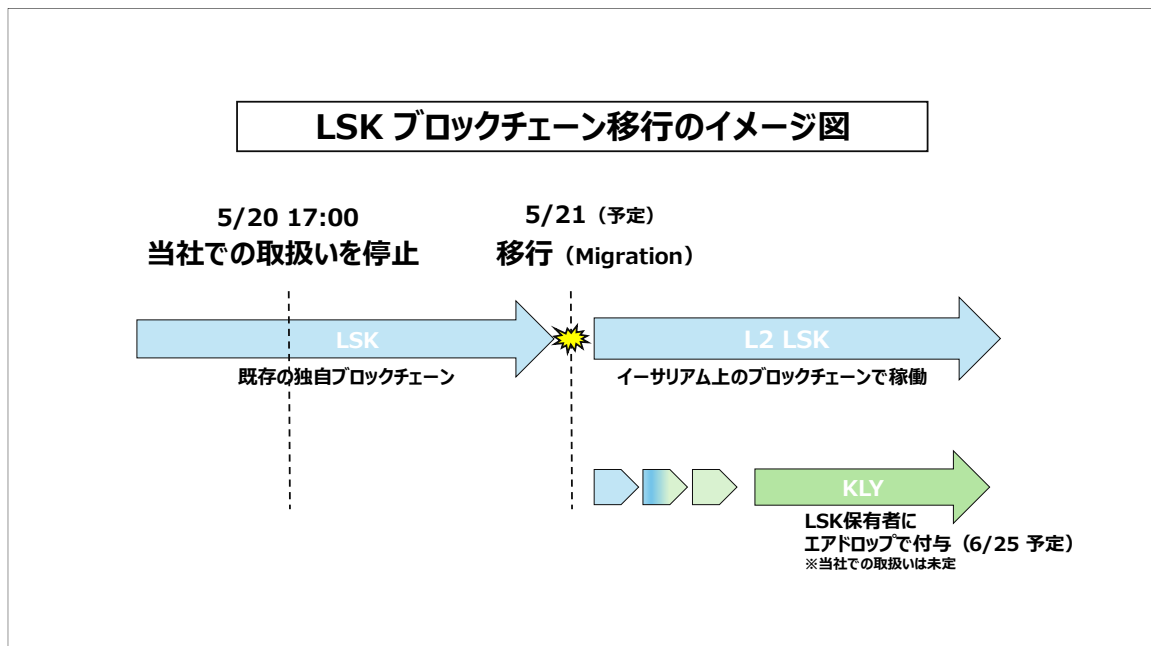 LSK ブロックチェーン移行のイメージ図
5/20 17:00
当社での取扱いを停止
5/21（予定）
移行（Migration）
LSK
既存の独自ブロックチェーン
L2 LSK
イーサリアム上のブロックチェーンで稼働
KLY
LSK保有者に
エアドロップで付与（6/25 予定）
※当社での取扱いは未定